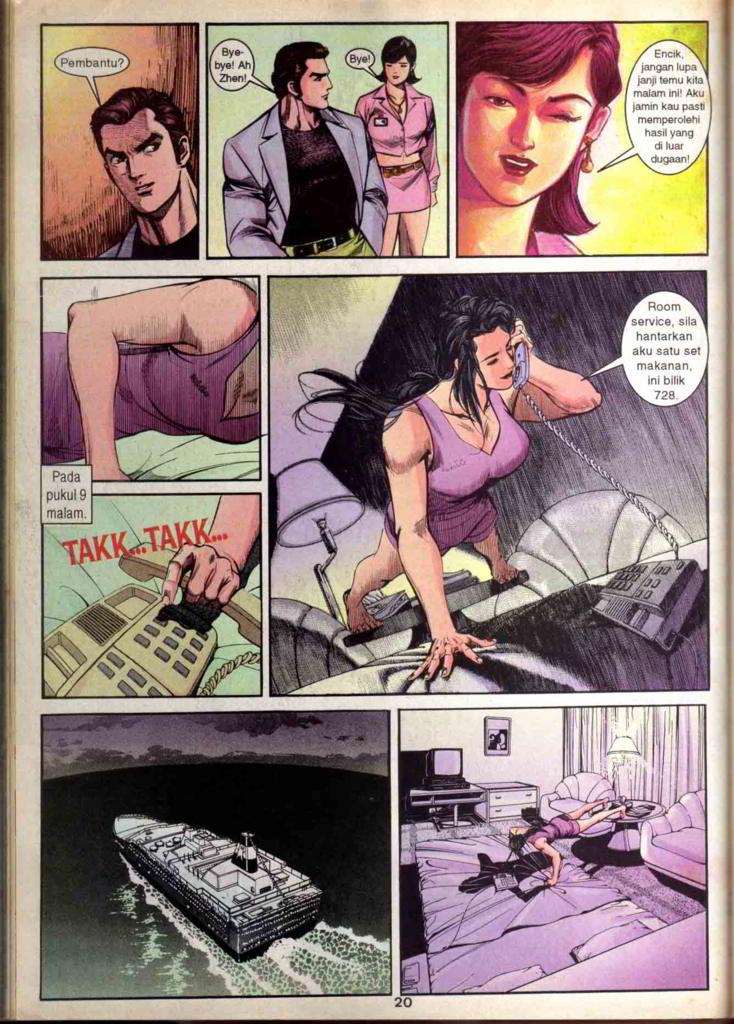 Pembantu?
Bye-
bye! Ah
Zhen!
Bye!
Encik,
jangan lupa
janji temu kita
malam ini! Aku
jamin kau pasti
memperolehi
hasil yang
di luar
dugaan!
Pada
pukul 9
malam.
TAKK...TAKK...
Room
service, sila
hantarkan
aku satu set
makanan,
ini bilik
728.
20